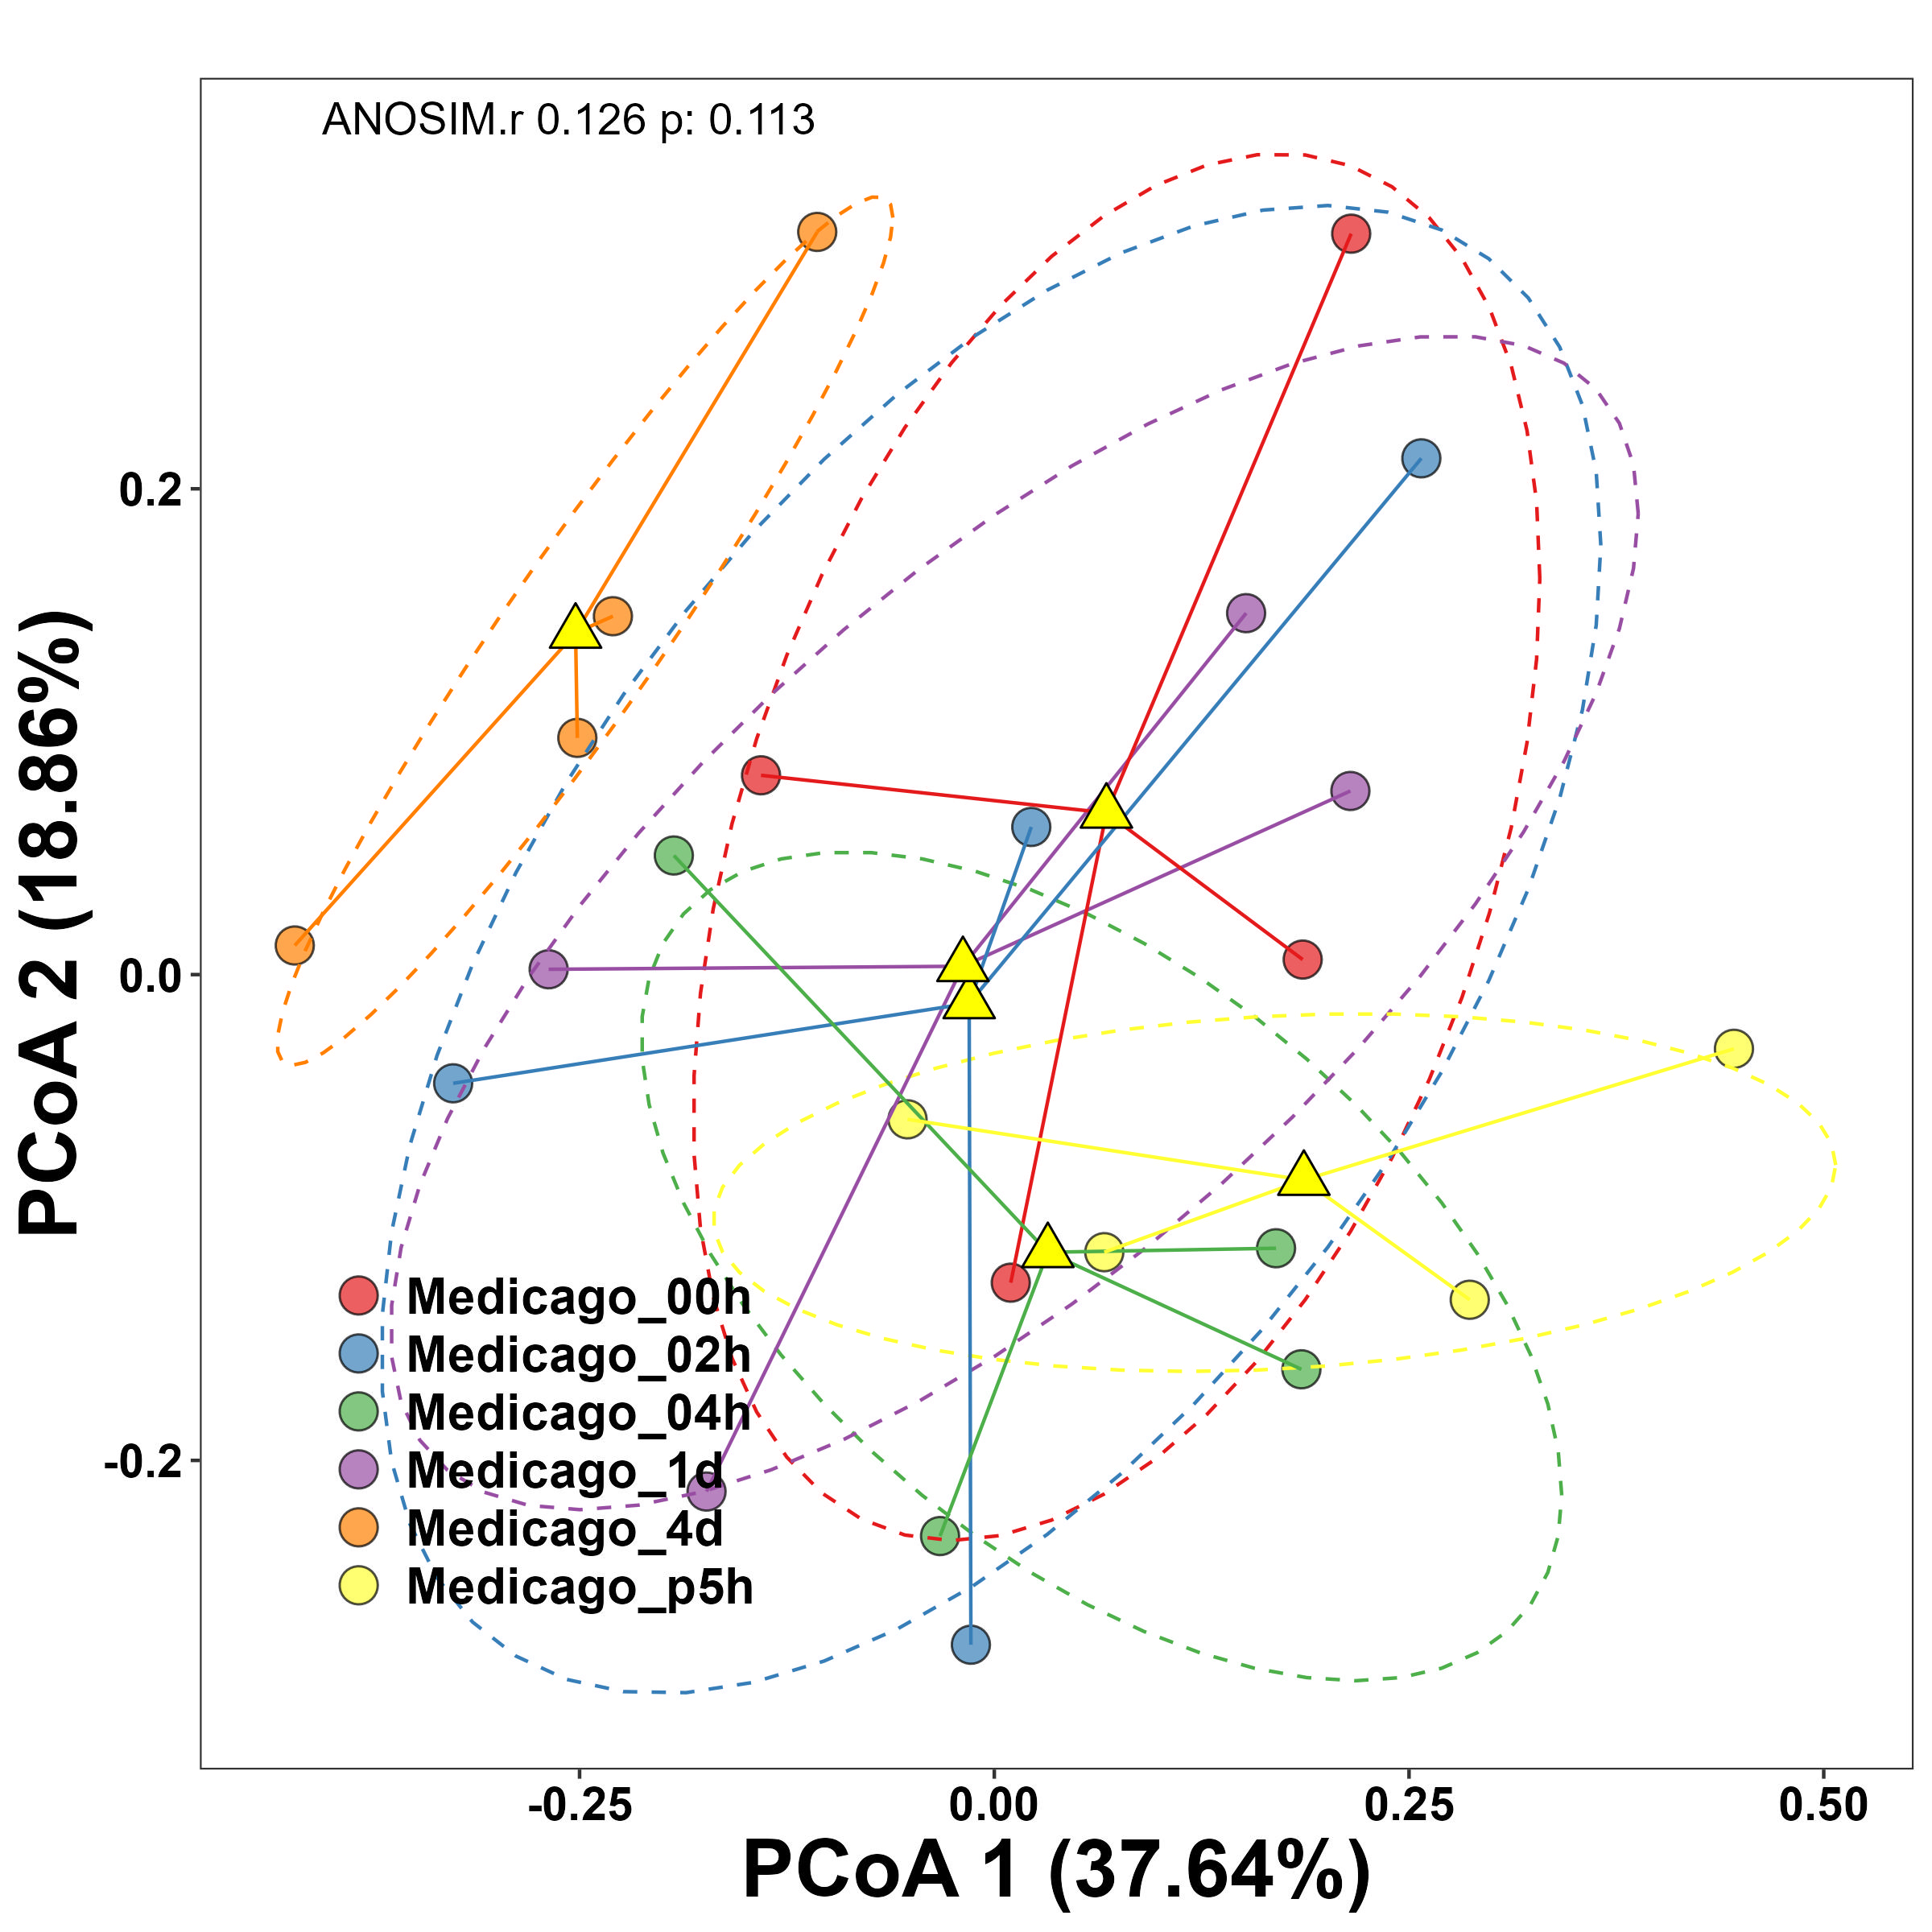 ANOSIM.r 0.126 p: 0.113
PCoA 2 (18.86%)
0.2
0.0
-0.2
Medicago_00h
Medicago_02h
Medicago_04h
Medicago_1d
Medicago_4d
Medicago_p5h
-0.25 0.00 0.25 0.50
PCoA 1 (37.64%)